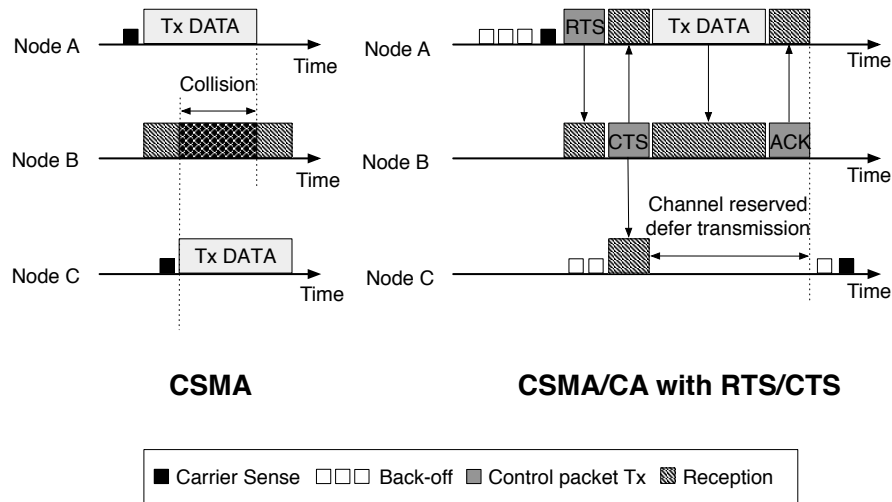 Node A
Tx DATA
Time
Collision
Node B
Time
Node C
Tx DATA
Time
CSMA
Node A
RTS
Tx DATA
Time
Node B
CTS
ACK
Time
Channel reserved
defer transmission
Node C
Time
CSMA/CA with RTS/CTS
Carrier Sense
Back-off
Control packet Tx
Reception